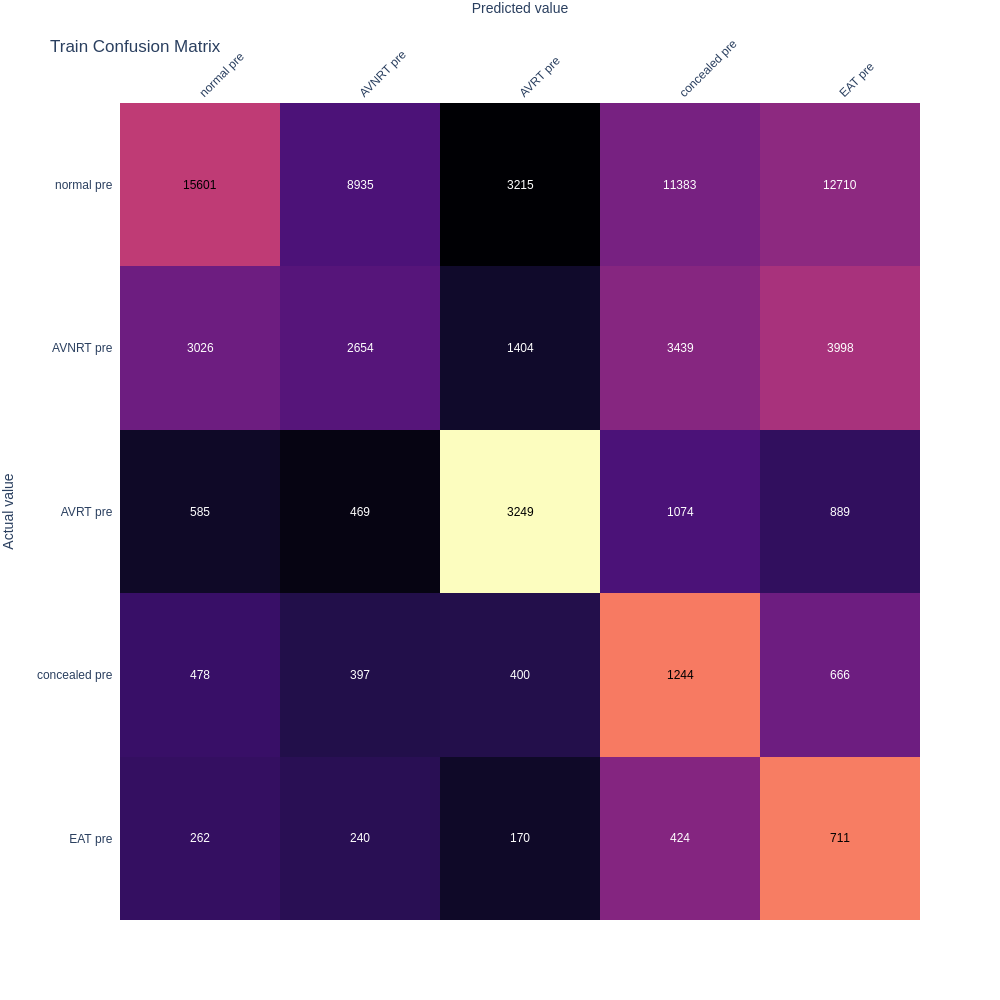 Predicted value
Train Confusion Matrix
normal pre AVNRT pre AVRT pre concealed pre EAT pre
normal pre 15601 8935 3215 11383 12710
AVNRT pre 3026 2654 1404 3439 3998
Actual value
AVRT pre 585 469 3249 1074 889
concealed pre 478 397 400 1244 666
EAT pre 262 240 170 424 711